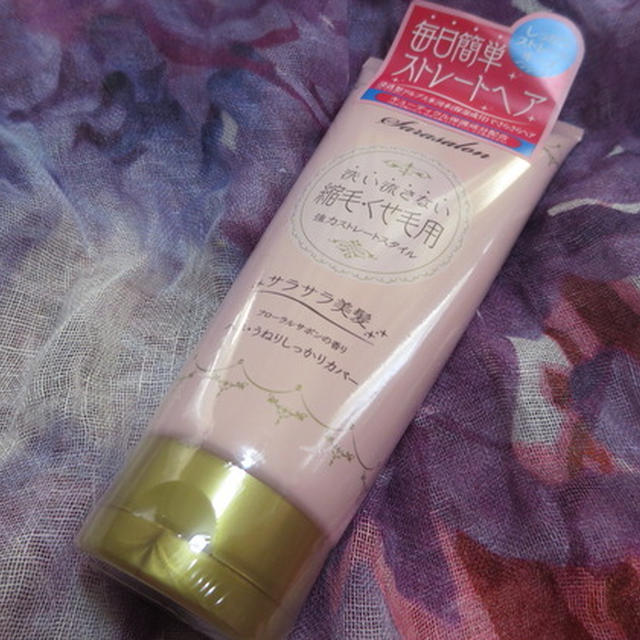 毎日簡単
ストレートヘア
Sarasalon
洗い流さない
縮毛・くせ毛用
強力ストレートスタイル
サラサラ美髪
フローラルサボンの香り
うねりしっかりカバー